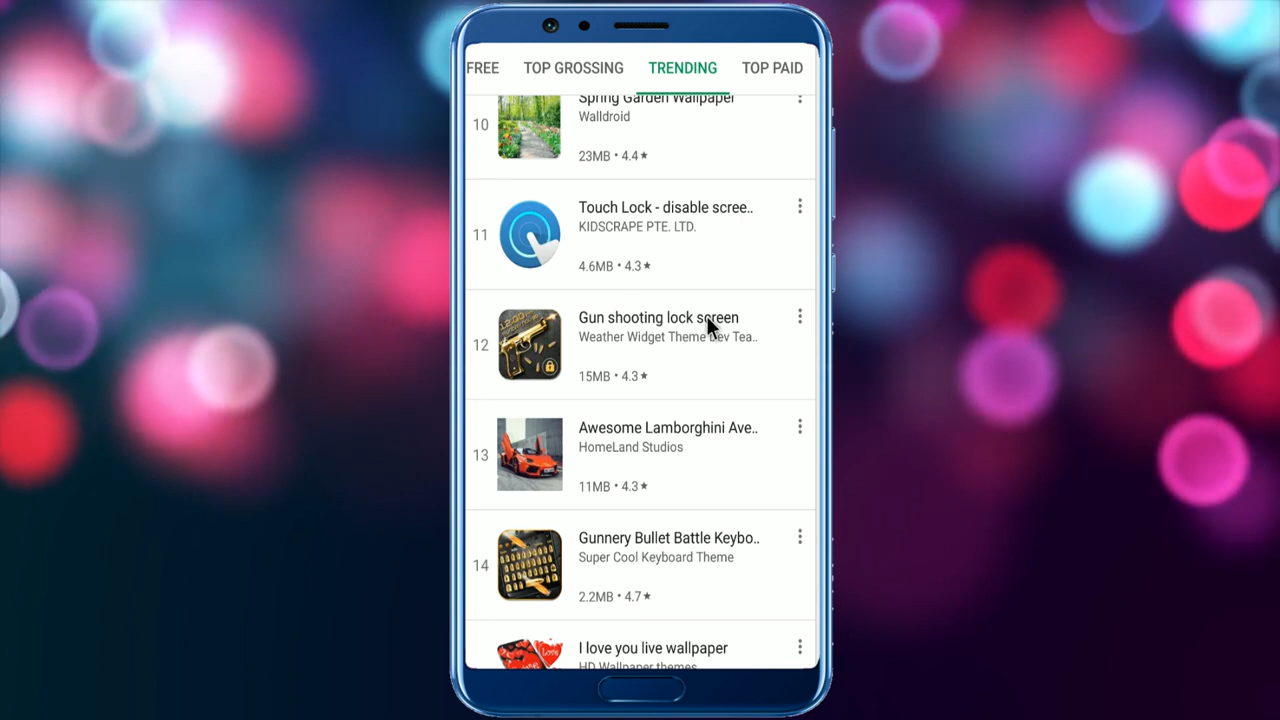 FREE TOP GROSSING TRENDING TOP PAID
10 Spring Garden Wallpaper
Walldroid
23MB • 4.4★
11 Touch Lock - disable scree..
KIDSCRAPE PTE. LTD.
4.6MB • 4.3★
12 Gun shooting lock screen
Weather Widget Theme Dev Tea..
15MB • 4.3★
13 Awesome Lamborghini Ave..
HomeLand Studios
11MB • 4.3★
14 Gunnery Bullet Battle Keybo..
Super Cool Keyboard Theme
2.2MB • 4.7★
I love you live wallpaper
HD Wallpaper themes